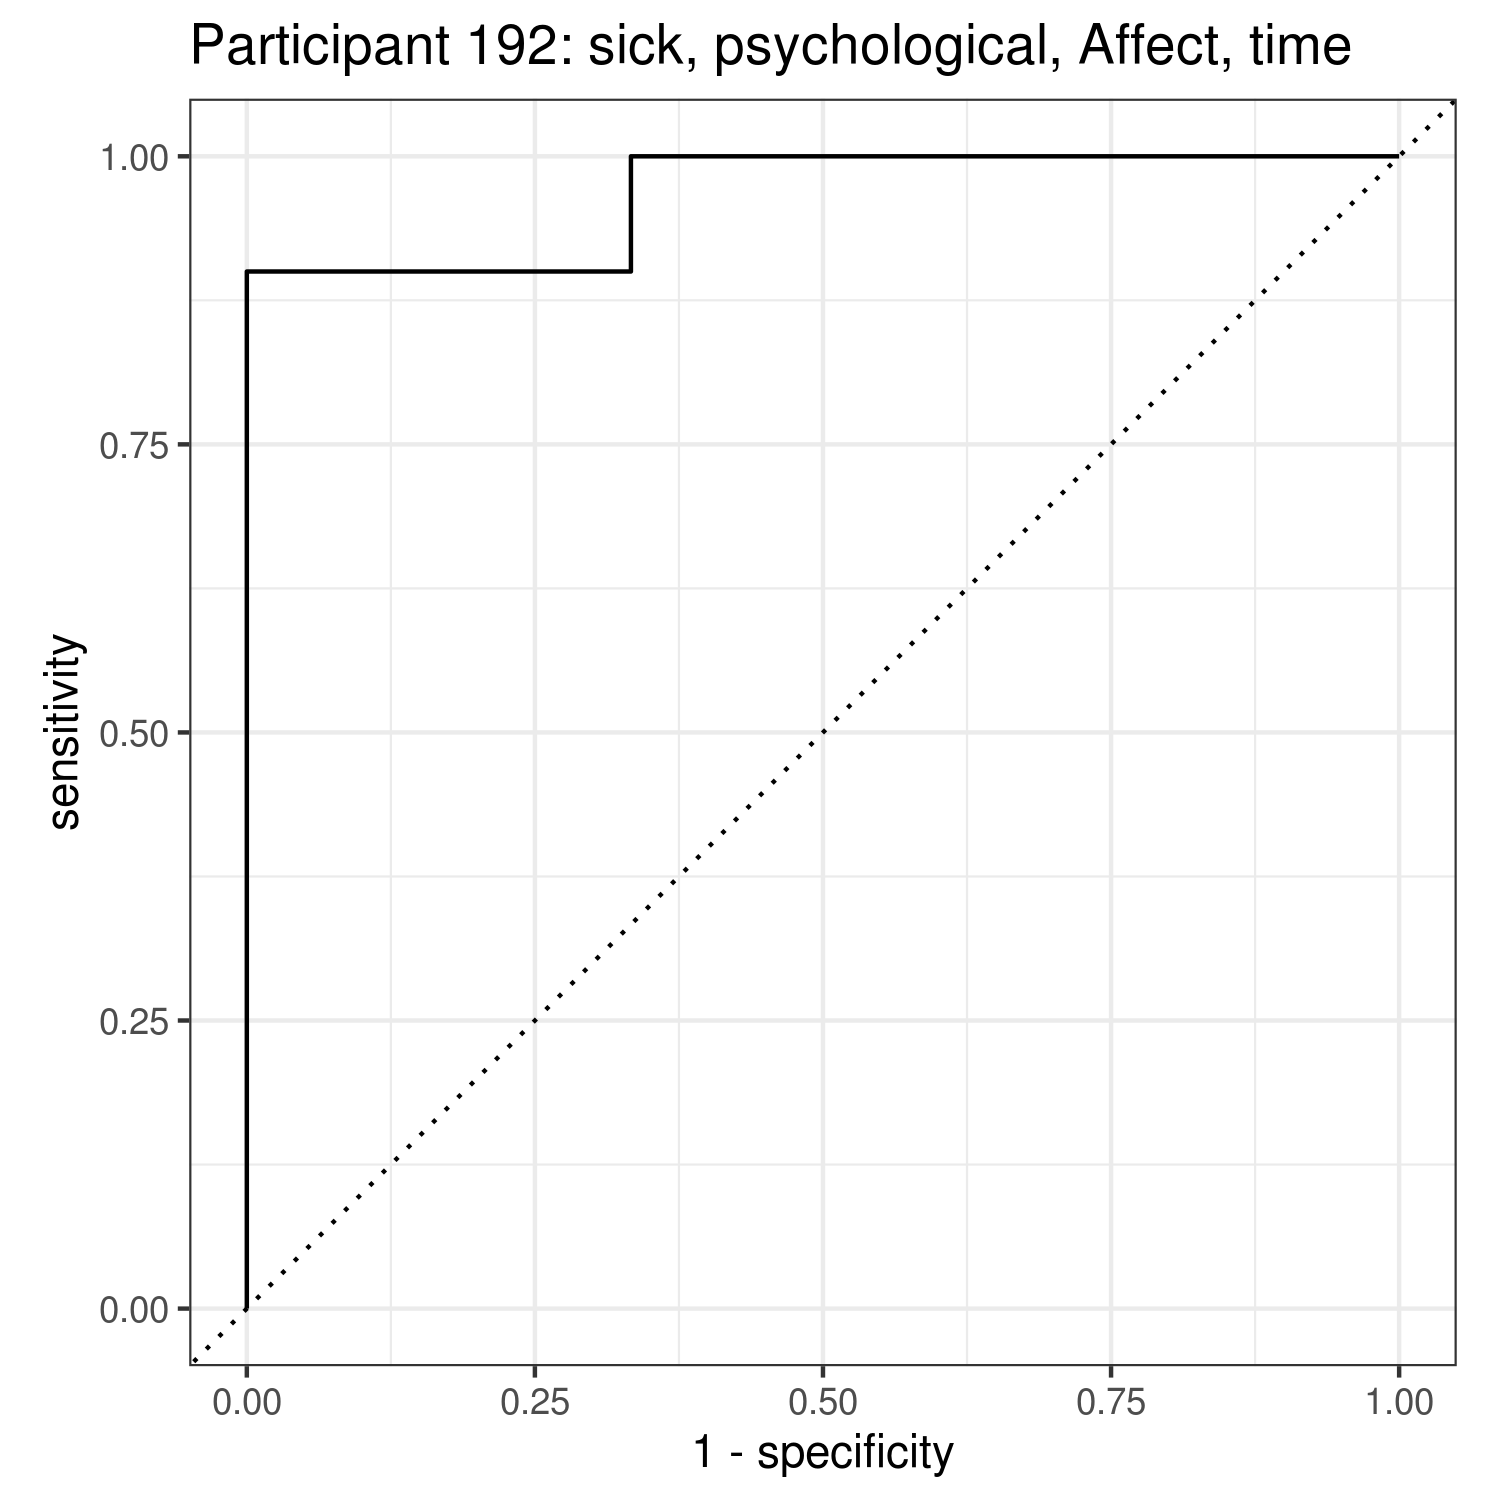 Participant 192: sick, psychological, Affect, time
1.00
0.75
0.50
0.25
0.00
sensitivity
0.00 0.25 0.50 0.75 1.00
1 - specificity